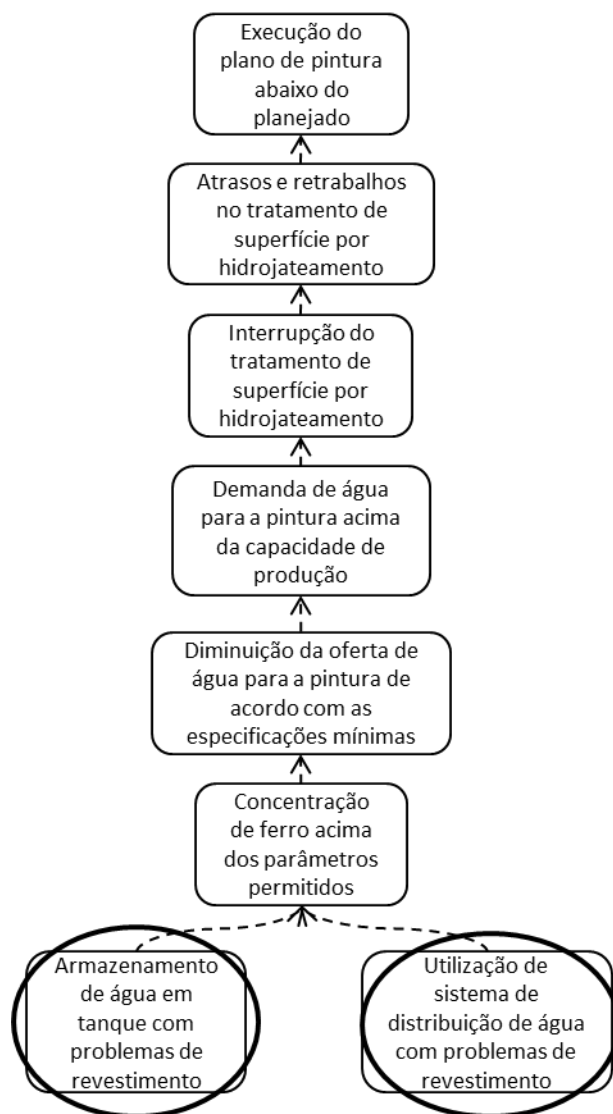 Execução do
plano de pintura
abaixo do
planejado
Atrasos e retrabalhos
no tratamento de
superfície por
hidrojateamento
Interrupção do
tratamento de
superfície por
hidrojateamento
Demanda de água
para a pintura acima
da capacidade de
produção
Diminuição da oferta de
água para a pintura de
acordo com as
especificações mínimas
Concentração
de ferro acima
dos parâmetros
permitidos
Armazenamento
de água em
tanque com
problemas de
revestimento
Utilização de
sistema de
distribuição de água
com problemas de
revestimento